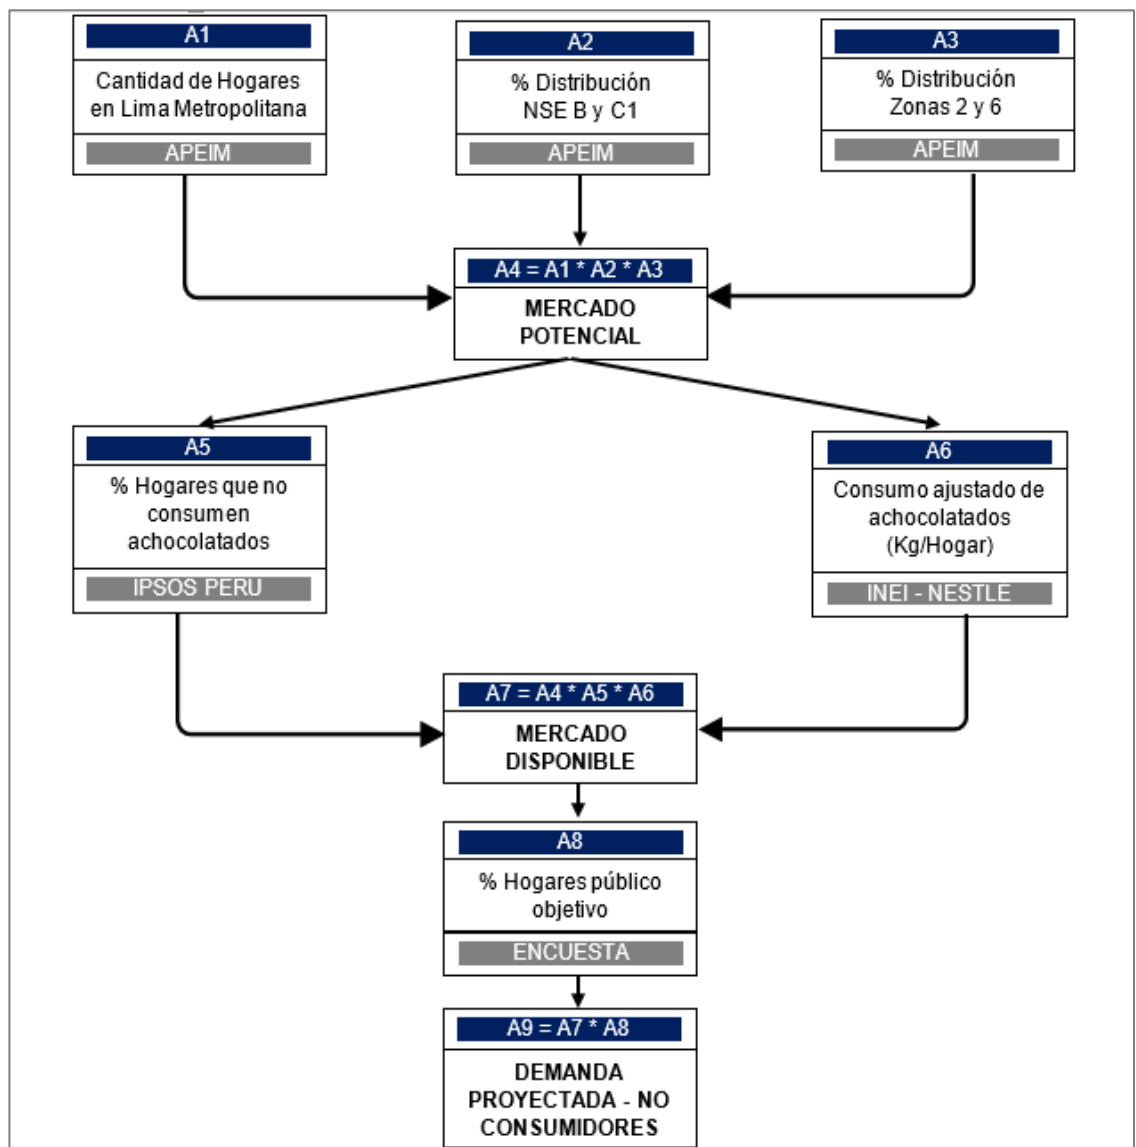 A1
Cantidad de Hogares
en Lima Metropolitana
APEIM
A2
% Distribución
NSE B y C1
APEIM
A3
% Distribución
Zonas 2 y 6
APEIM
A4 = A1 * A2 * A3
MERCADO
POTENCIAL
A5
% Hogares que no
consumen
achocolatados
IPSOS PERU
A6
Consumo ajustado de
achocolatados
(Kg/Hogar)
INEI - NESTLE
A7 = A4 * A5 * A6
MERCADO
DISPONIBLE
A8
% Hogares público
objetivo
ENCUESTA
A9 = A7 * A8
DEMANDA
PROYECTADA - NO
CONSUMIDORES